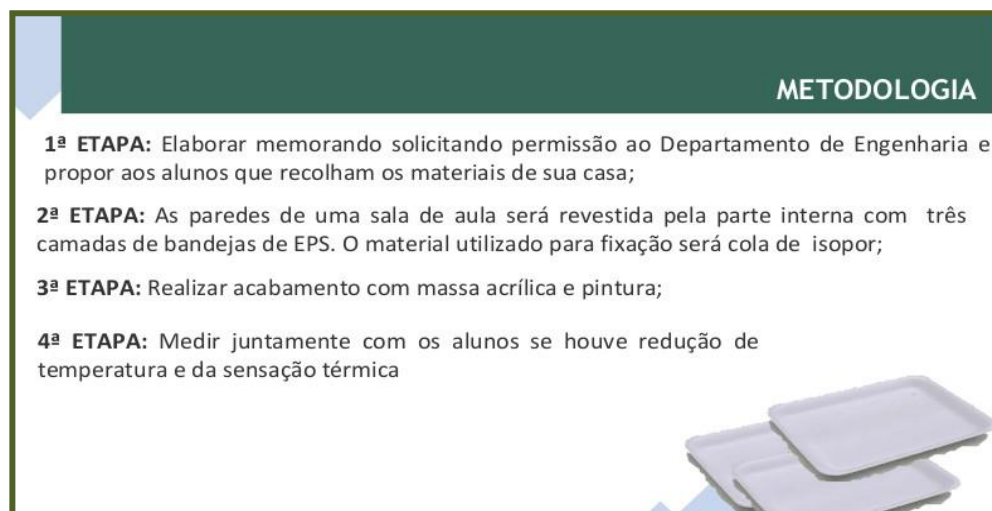 METODOLOGIA
1ª ETAPA: Elaborar memorando solicitando permissão ao Departamento de Engenharia e
propor aos alunos que recolham os materiais de sua casa;
2ª ETAPA: As paredes de uma sala de aula será revestida pela parte interna com três
camadas de bandejas de EPS. O material utilizado para fixação será cola de isopor;
3ª ETAPA: Realizar acabamento com massa acrílica e pintura;
4ª ETAPA: Medir juntamente com os alunos se houve redução de
temperatura e da sensação térmica